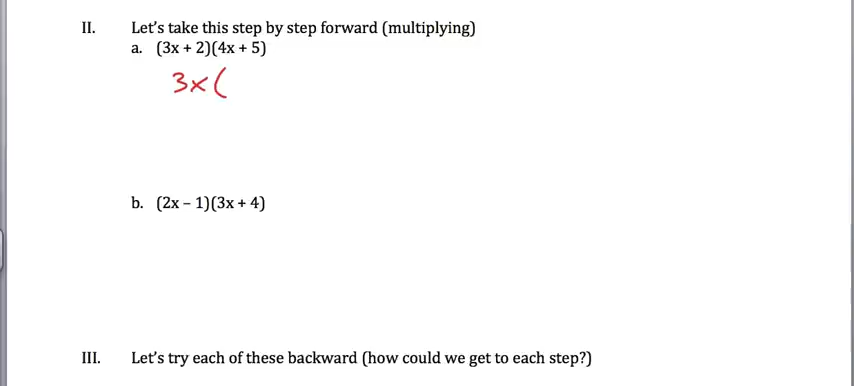 II. Let's take this step by step forward (multiplying)
a. (3x + 2)(4x + 5)
3x(
b. (2x – 1)(3x + 4)
III. Let's try each of these backward (how could we get to each step?)